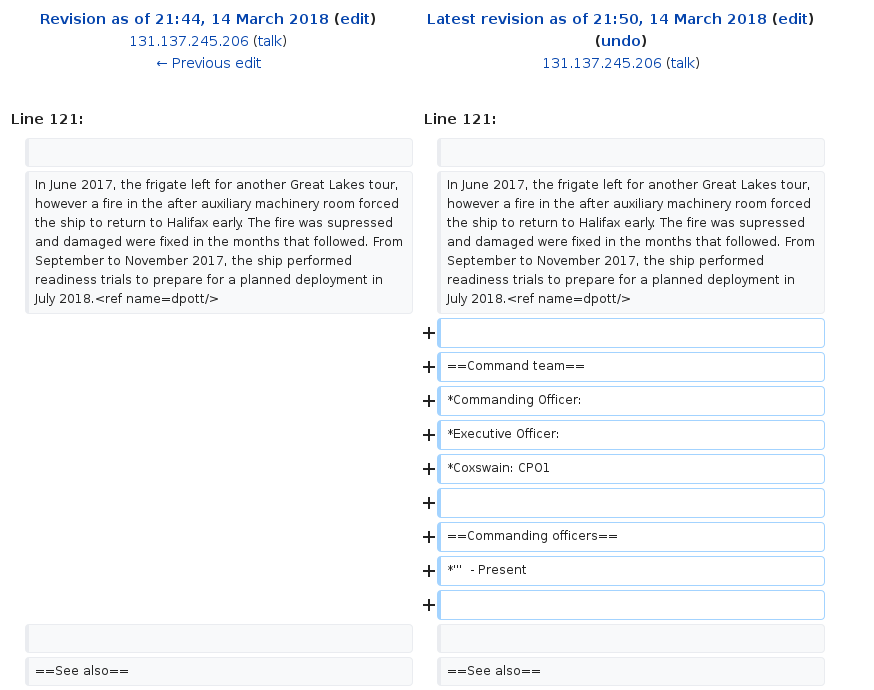 Revision as of 21:44, 14 March 2018 (edit)
131.137.245.206 (talk)
← Previous edit
Latest revision as of 21:50, 14 March 2018 (edit)
(undo)
131.137.245.206 (talk)
Line 121:
Line 121:
In June 2017, the frigate left for another Great Lakes tour,
however a fire in the after auxiliary machinery room forced
the ship to return to Halifax early. The fire was supressed
and damaged were fixed in the months that followed. From
September to November 2017, the ship performed
readiness trials to prepare for a planned deployment in
July 2018.<ref name=dpott/>
In June 2017, the frigate left for another Great Lakes tour,
however a fire in the after auxiliary machinery room forced
the ship to return to Halifax early. The fire was supressed
and damaged were fixed in the months that followed. From
September to November 2017, the ship performed
readiness trials to prepare for a planned deployment in
July 2018.<ref name=dpott/>
+
+ ==Command team==
+ *Commanding Officer:
+ *Executive Officer:
+ *Coxswain: CPO1
+
+ ==Commanding officers==
+ *'''  - Present
+
==See also==
==See also==